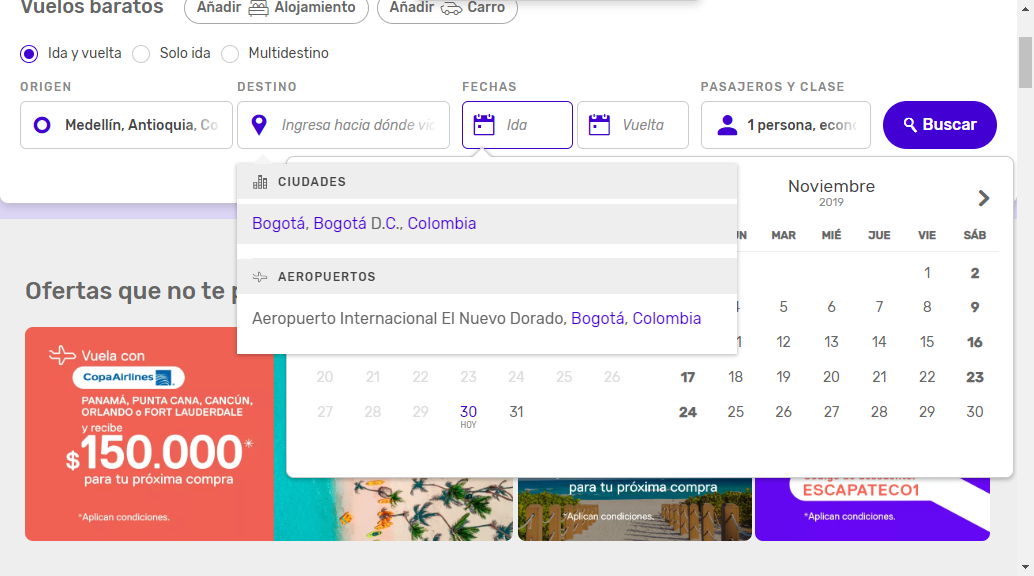 Vuelos baratos
Añadir Alojamiento
Añadir Carro
Ida y vuelta
Solo ida
Multidestino
ORIGEN
DESTINO
FECHAS
PASAJEROS Y CLASE
Medellín, Antioquia, Co
Ingresa hacia dónde via
Ida
Vuelta
1 persona, econ
Buscar
CIUDADES
Bogotá, Bogotá D.C., Colombia
AEROPUERTOS
Aeropuerto Internacional El Nuevo Dorado, Bogotá, Colombia
Noviembre
2019
MAR MIÉ JUE VIE SÁB
1 2
5 6 7 8 9
12 13 14 15 16
20 21 22 23 24 25 26
17 18 19 20 21 22 23
27 28 29 30 31
HOY
24 25 26 27 28 29 30
Ofertas que no te
Vuela con
CopaAirlines
PANAMÁ, PUNTA CANA, CANCÚN,
ORLANDO o FORT LAUDERDALE
y recibe
$150.000*
para tu próxima compra
*Aplican condiciones.
para tu próxima compra
*Aplican condiciones.
ESCAPATECO1
*Aplican condiciones.